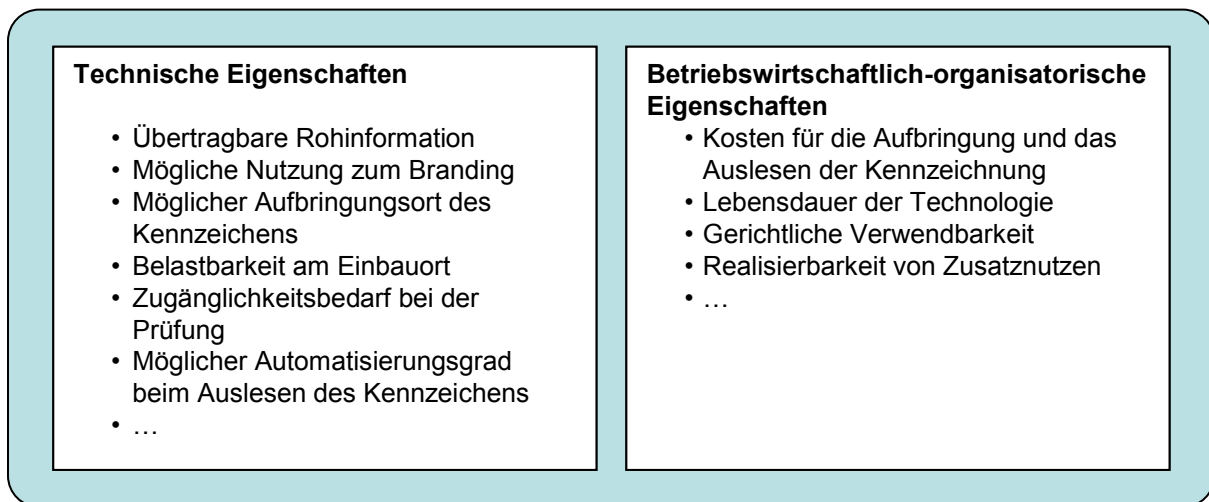 Technische Eigenschaften
• Übertragbare Rohinformation
• Mögliche Nutzung zum Branding
• Möglicher Aufbringungsort des
Kennzeichens
• Belastbarkeit am Einbauort
• Zugänglichkeitsbedarf bei der
Prüfung
• Möglicher Automatisierungsgrad
beim Auslesen des Kennzeichens
• …
Betriebswirtschaftlich-organisatorische
Eigenschaften
• Kosten für die Aufbringung und das
Auslesen der Kennzeichnung
• Lebensdauer der Technologie
• Gerichtliche Verwendbarkeit
• Realisierbarkeit von Zusatznutzen
• …